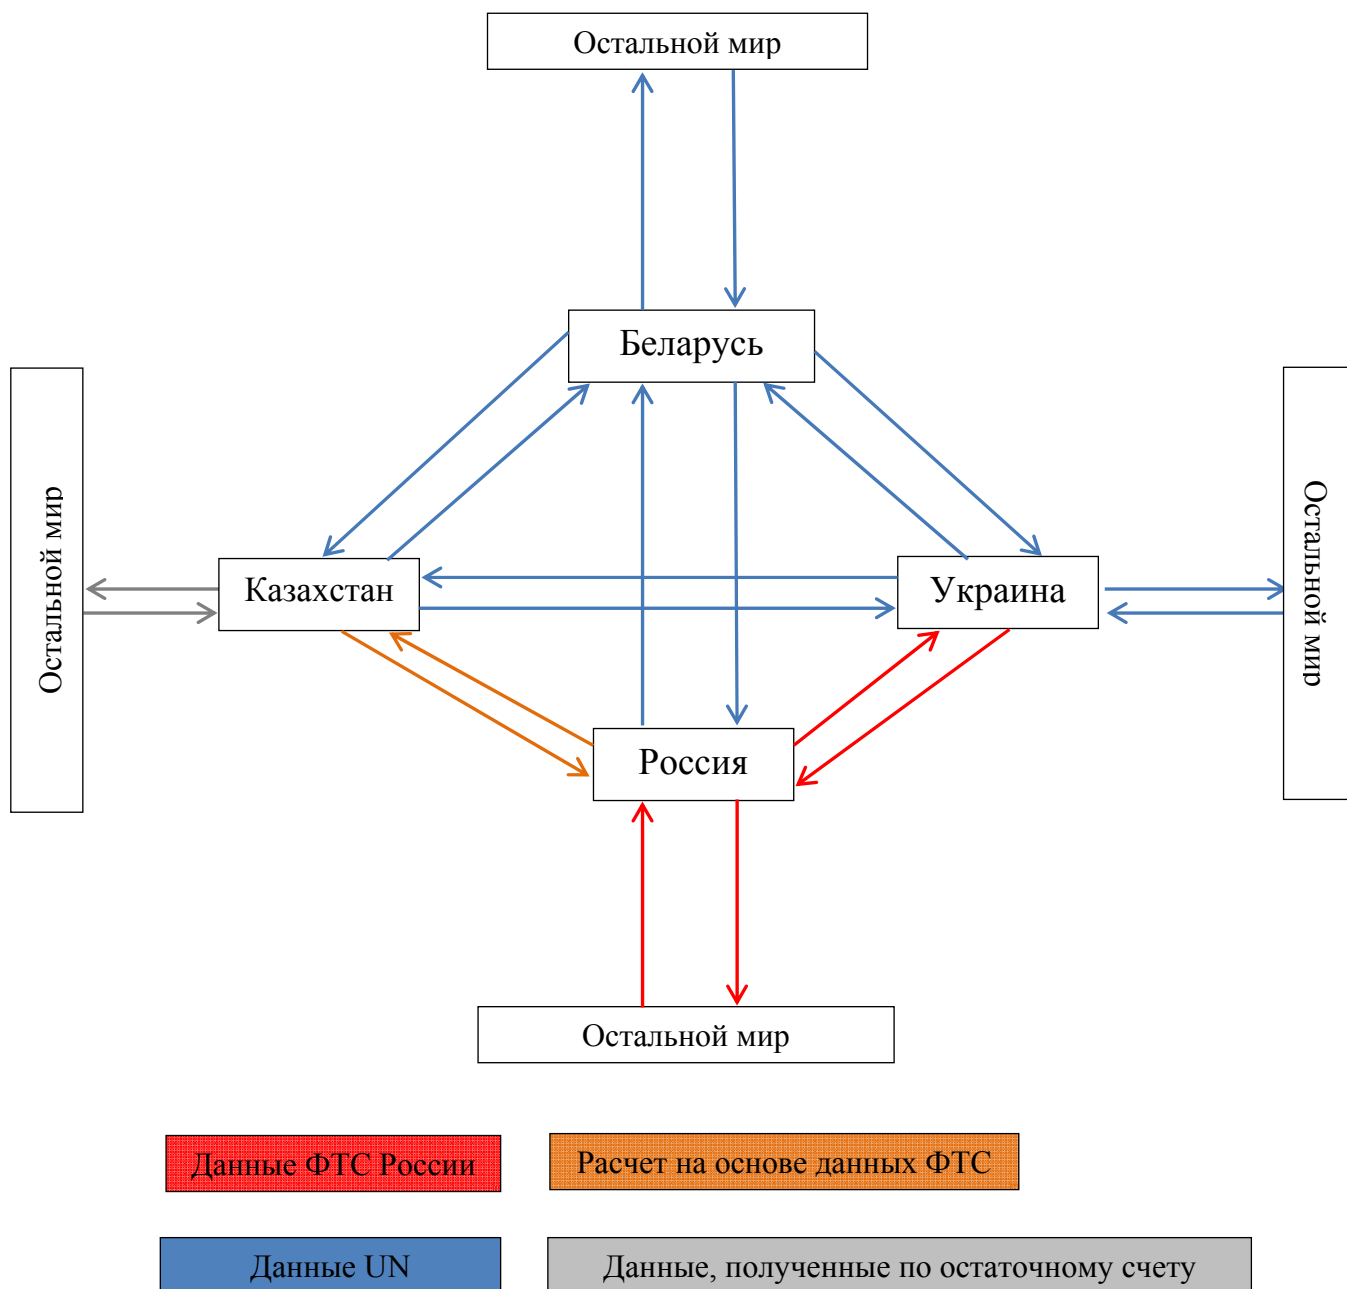 Остальной мир
Беларусь
Остальной мир
Казахстан
Украина
Остальной мир
Россия
Остальной мир
Данные ФТС России
Расчет на основе данных ФТС
Данные UN
Данные, полученные по остаточному счету